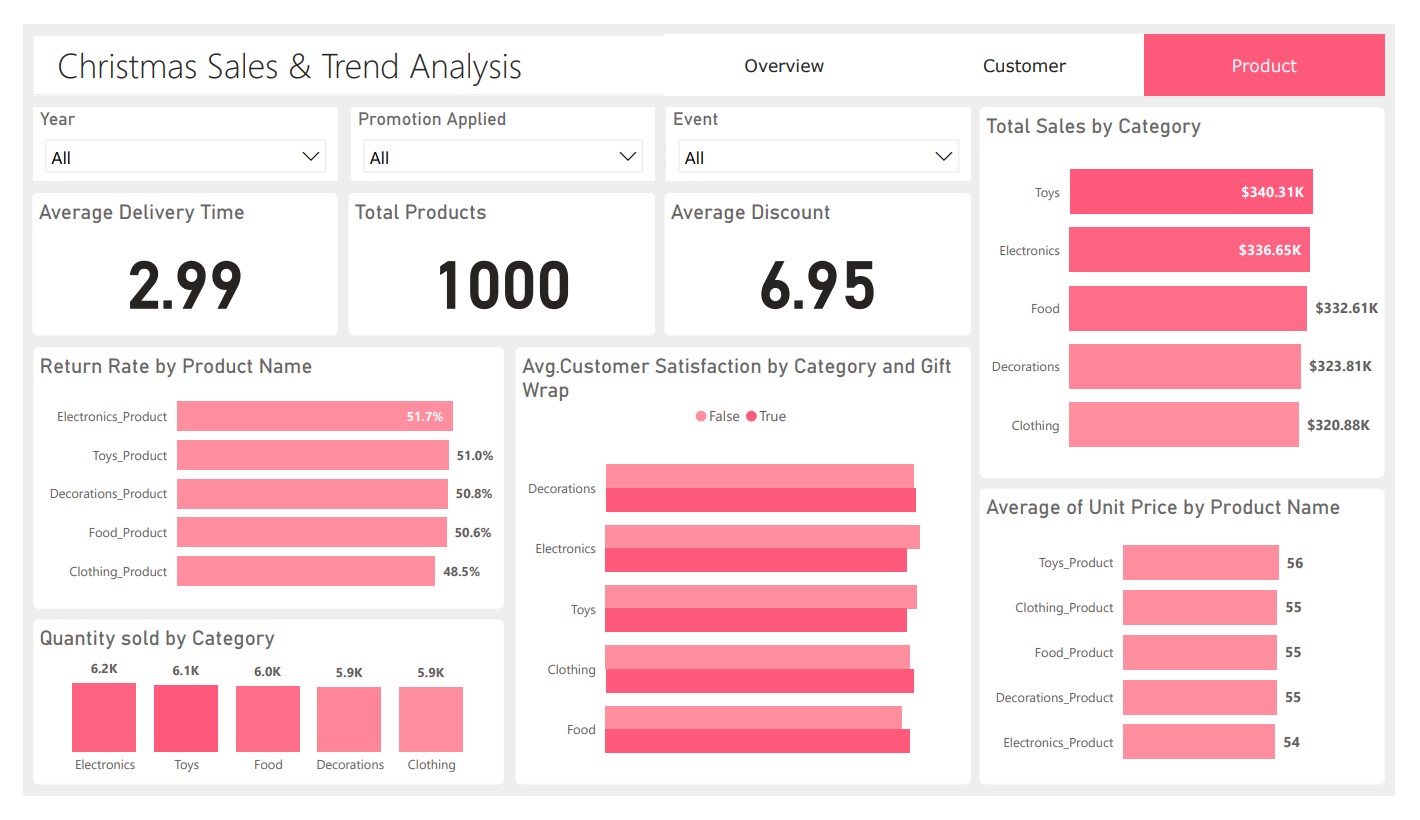 Christmas Sales & Trend Analysis
Overview
Customer
Product
Year
All
Promotion Applied
All
Event
All
Average Delivery Time
2.99
Total Products
1000
Average Discount
6.95
Total Sales by Category
Toys $340.31K
Electronics $336.65K
Food $332.61K
Decorations $323.81K
Clothing $320.88K
Return Rate by Product Name
Electronics_Product 51.7%
Toys_Product 51.0%
Decorations_Product 50.8%
Food_Product 50.6%
Clothing_Product 48.5%
Avg.Customer Satisfaction by Category and Gift
Wrap
False True
Decorations
Electronics
Toys
Clothing
Food
Quantity sold by Category
6.2K 6.1K 6.0K 5.9K 5.9K
Electronics Toys Food Decorations Clothing
Average of Unit Price by Product Name
Toys_Product 56
Clothing_Product 55
Food_Product 55
Decorations_Product 55
Electronics_Product 54